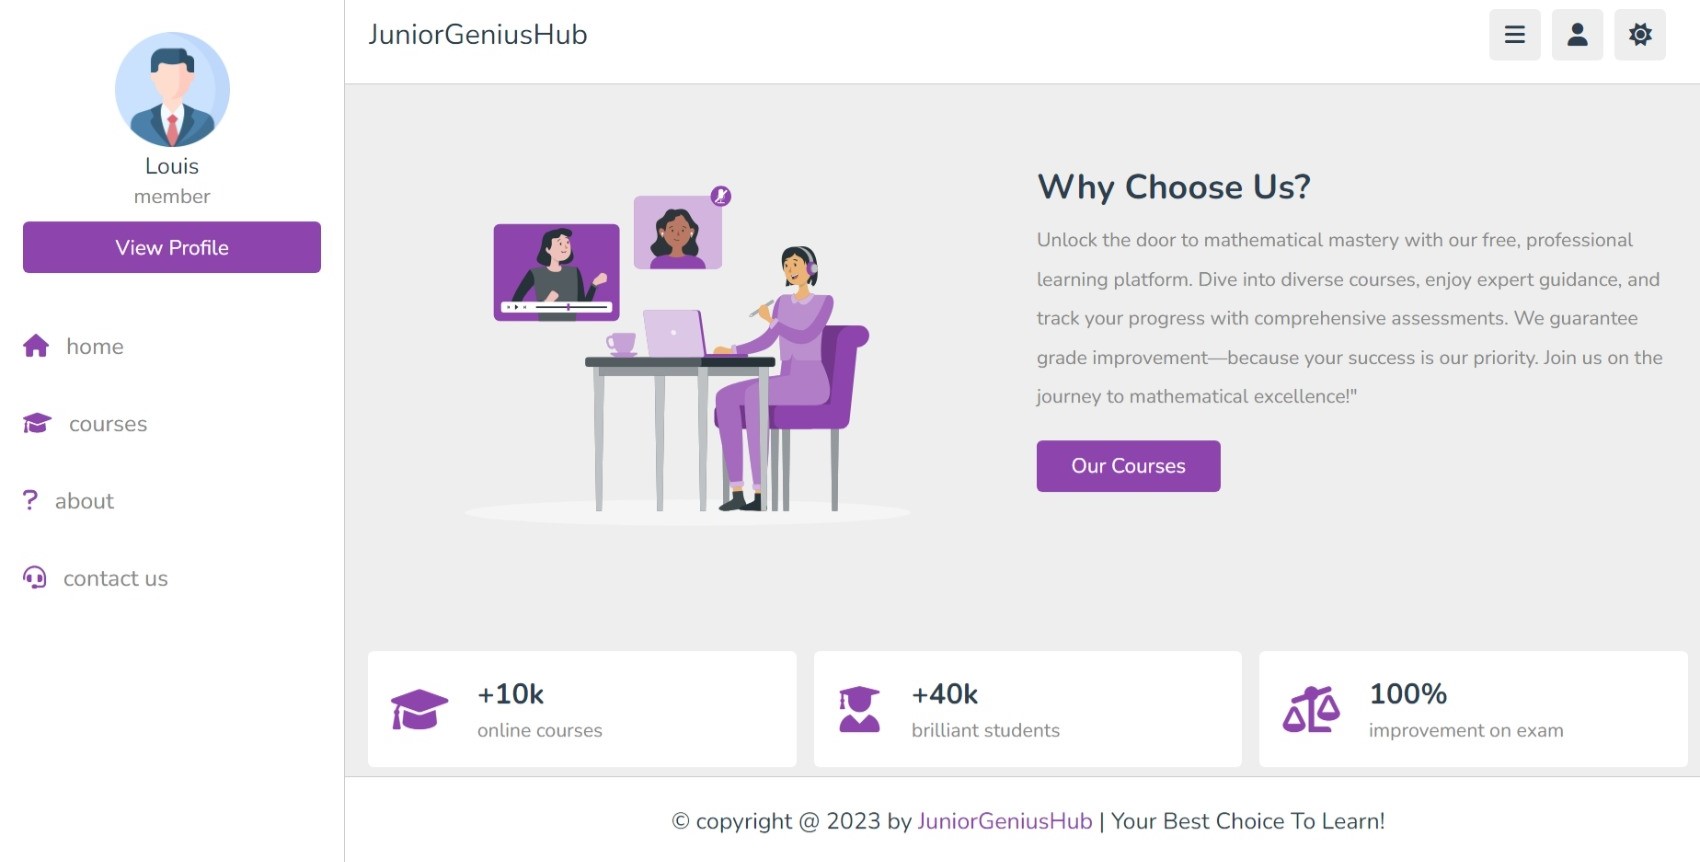 JuniorGeniusHub
Louis
member
View Profile
home
courses
about
contact us
Why Choose Us?
Unlock the door to mathematical mastery with our free, professional
learning platform. Dive into diverse courses, enjoy expert guidance, and
track your progress with comprehensive assessments. We guarantee
grade improvement—because your success is our priority. Join us on the
journey to mathematical excellence!"
Our Courses
+10k
online courses
+40k
brilliant students
100%
improvement on exam
© copyright @ 2023 by JuniorGeniusHub | Your Best Choice To Learn!